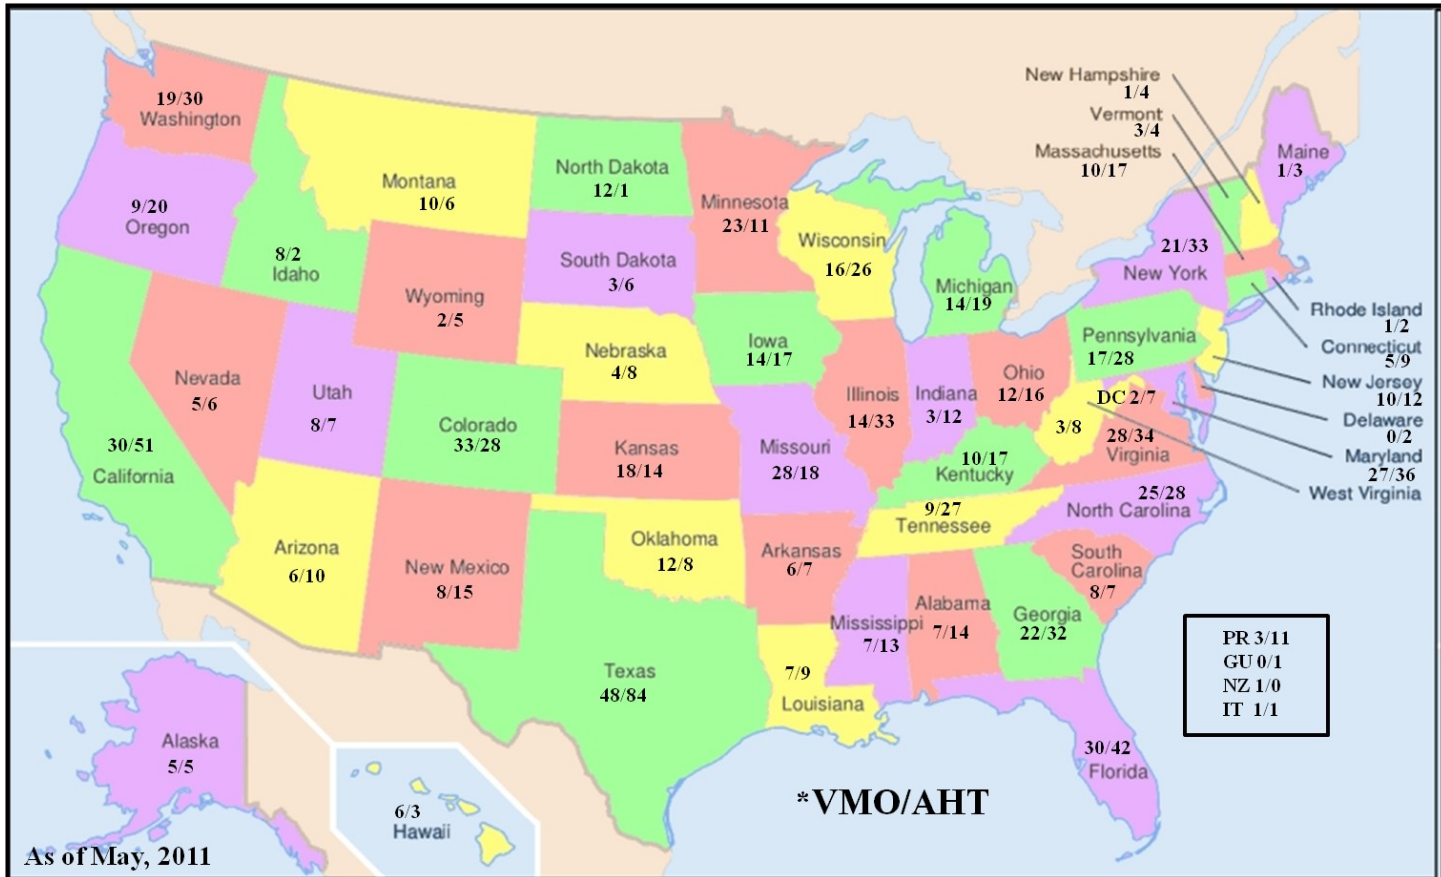 19/30
Washington
9/20
Oregon
8/2
Idaho
Montana
10/6
North Dakota
12/1
Minnesota
23/11
Wisconsin
16/26
Michigan
14/19
New Hampshire
1/4
Vermont
3/4
Massachusetts
10/17
Maine
1/3
21/33
New York
Rhode Island
1/2
Connecticut
5/9
New Jersey
10/12
Delaware
0/2
Maryland
27/36
West Virginia
Wyoming
2/5
South Dakota
3/6
Nebraska
4/8
Iowa
14/17
Illinois
14/33
Indiana
3/12
Ohio
12/16
Pennsylvania
17/28
DC 2/7
3/8
28/34
Virginia
Nevada
5/6
Utah
8/7
Colorado
33/28
Kansas
18/14
Missouri
28/18
10/17
Kentucky
30/51
California
Arizona
6/10
New Mexico
8/15
Oklahoma
12/8
Arkansas
6/7
9/27
Tennessee
25/28
North Carolina
South
Carolina
8/7
Texas
48/84
7/9
Louisiana
Mississippi
7/13
Alabama
7/14
Georgia
22/32
30/42
Florida
PR 3/11
GU 0/1
NZ 1/0
IT 1/1
Alaska
5/5
6/3
Hawaii
*VMO/AHT
As of May, 2011